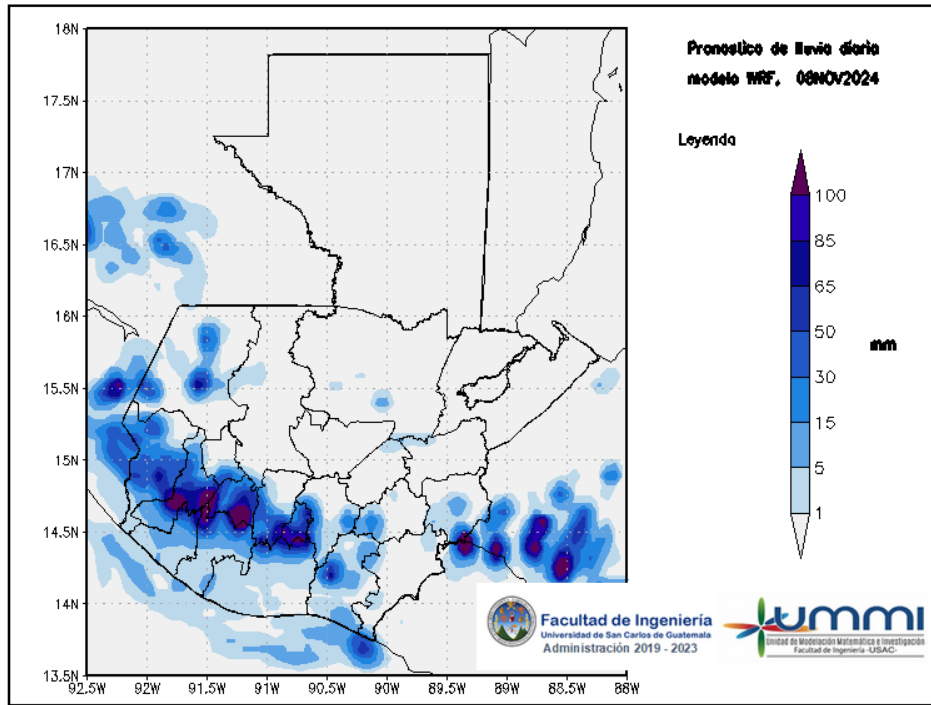 Pronostico de lluvia diaria
modelo WRF, 08NOV2024
Leyenda
100
85
65
50
30
15
5
1
mm
18N
17.5N
17N
16.5N
16N
15.5N
15N
14.5N
14N
13.5N
92.5W
92W
91.5W
91W
90.5W
90W
89.5W
89W
88.5W
88W
Facultad de Ingeniería
Universidad de San Carlos de Guatemala
Administración 2019 - 2023
ummi
Unidad de Modelación Matemática e Investigación
Facultad de Ingeniería -USAC-